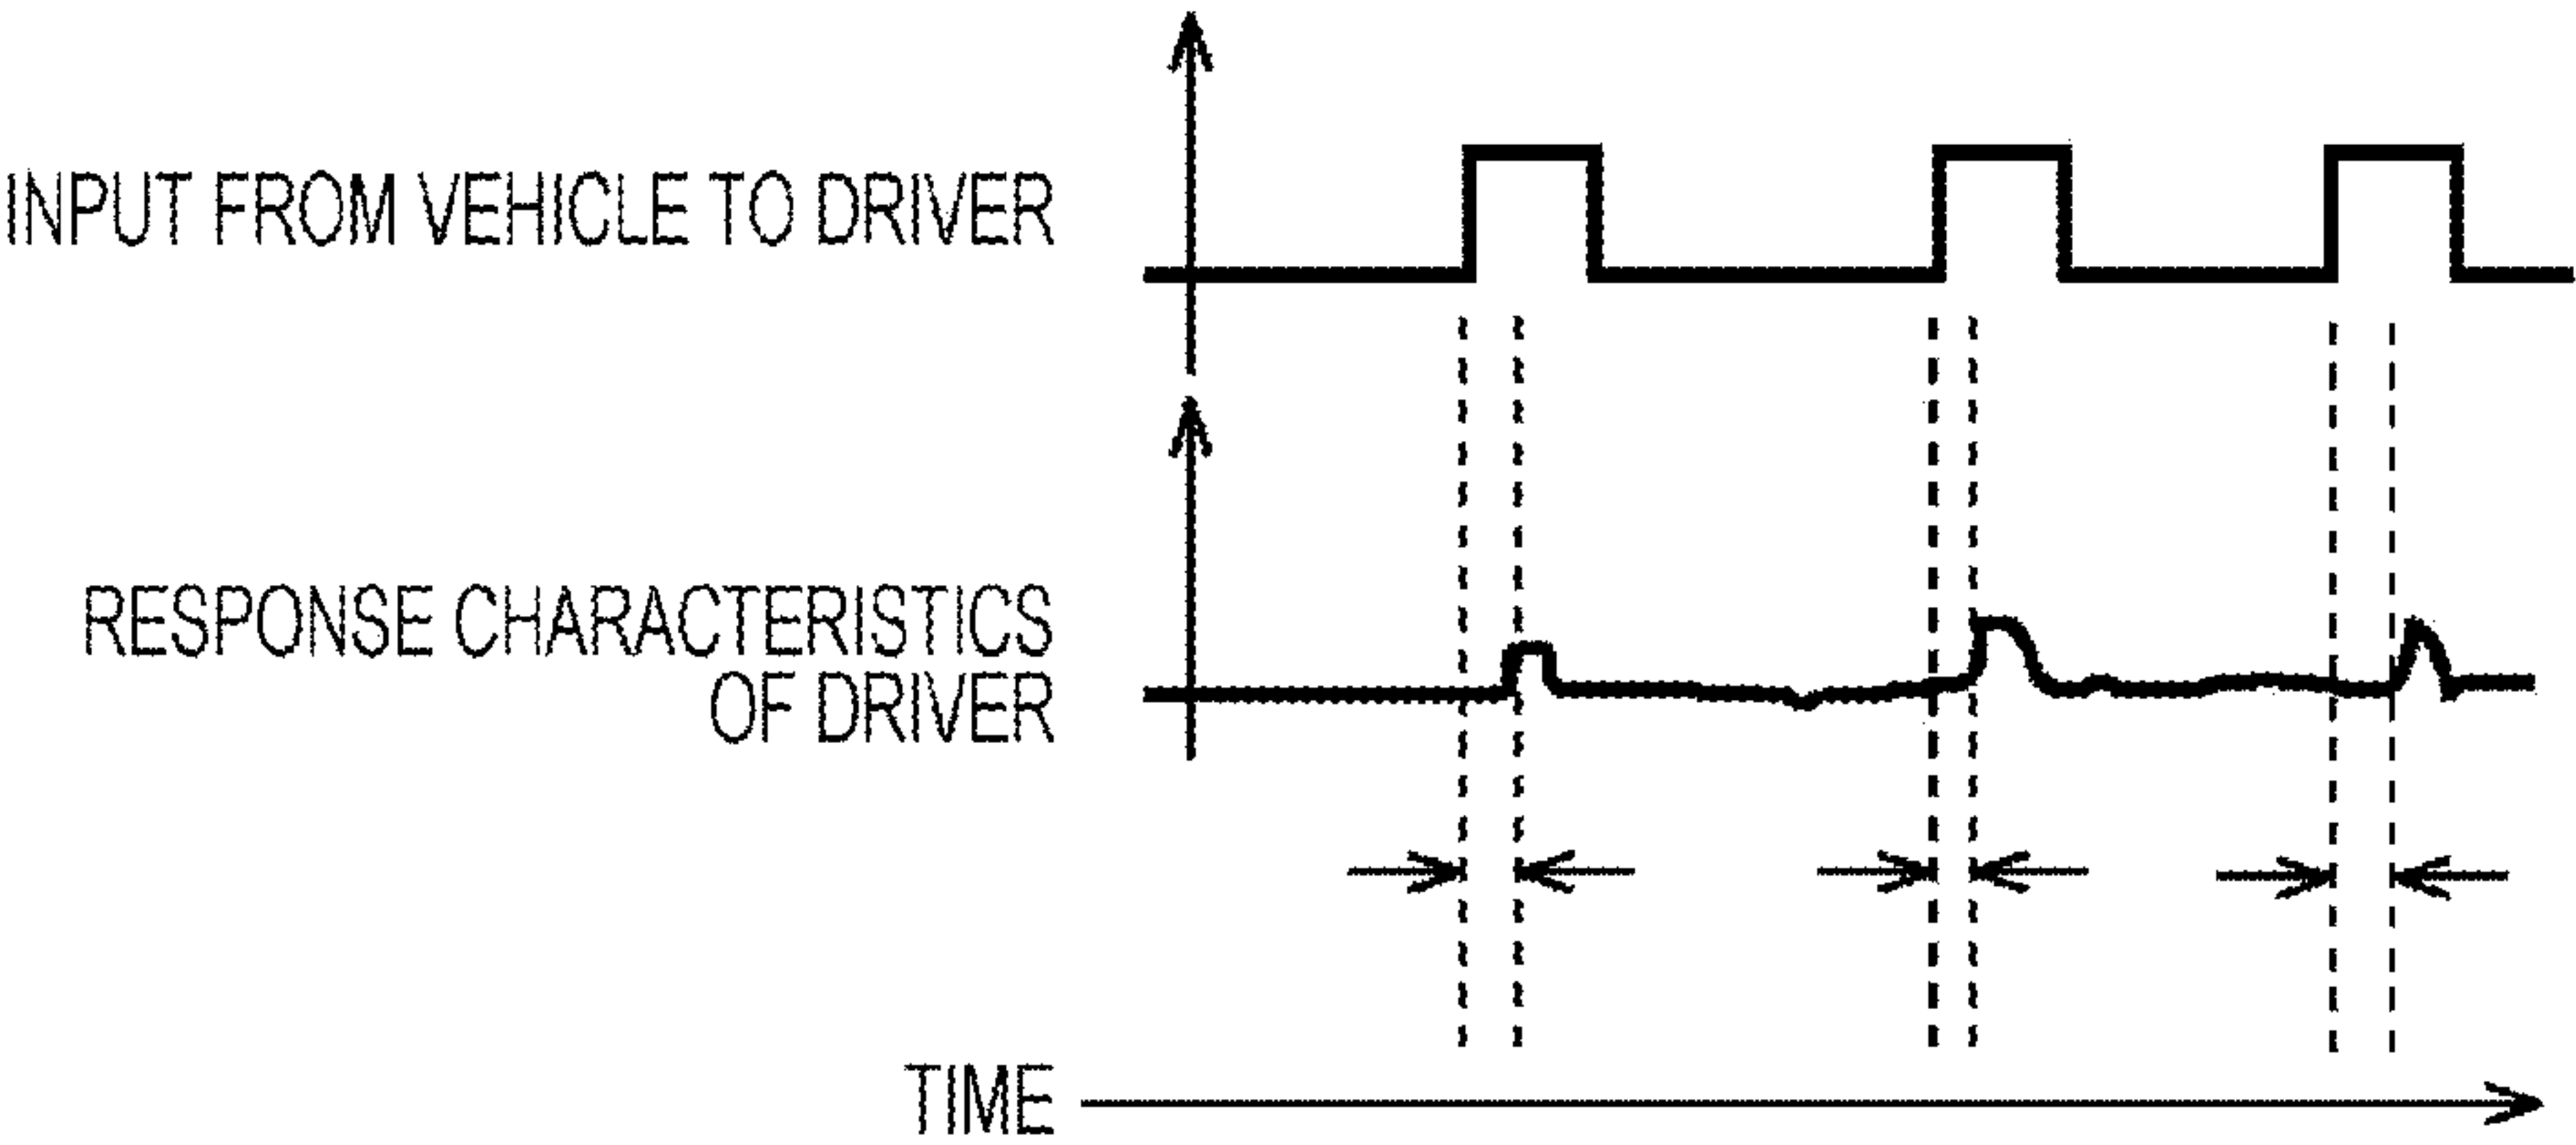 INPUT FROM VEHICLE TO DRIVER
RESPONSE CHARACTERISTICS
OF DRIVER
TIME